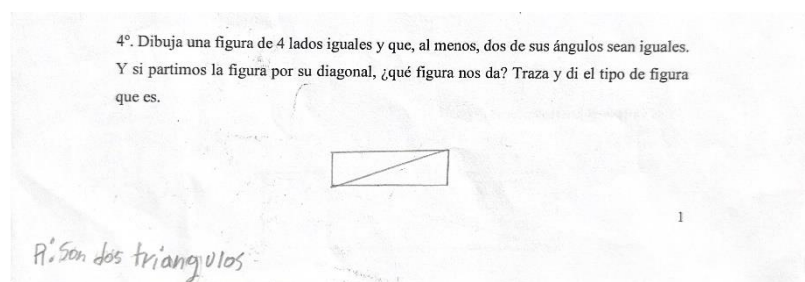 4º. Dibuja una figura de 4 lados iguales y que, al menos, dos de sus ángulos sean iguales.
Y si partimos la figura por su diagonal, ¿qué figura nos da? Traza y di el tipo de figura
que es.
1
R: Son dos triangulos